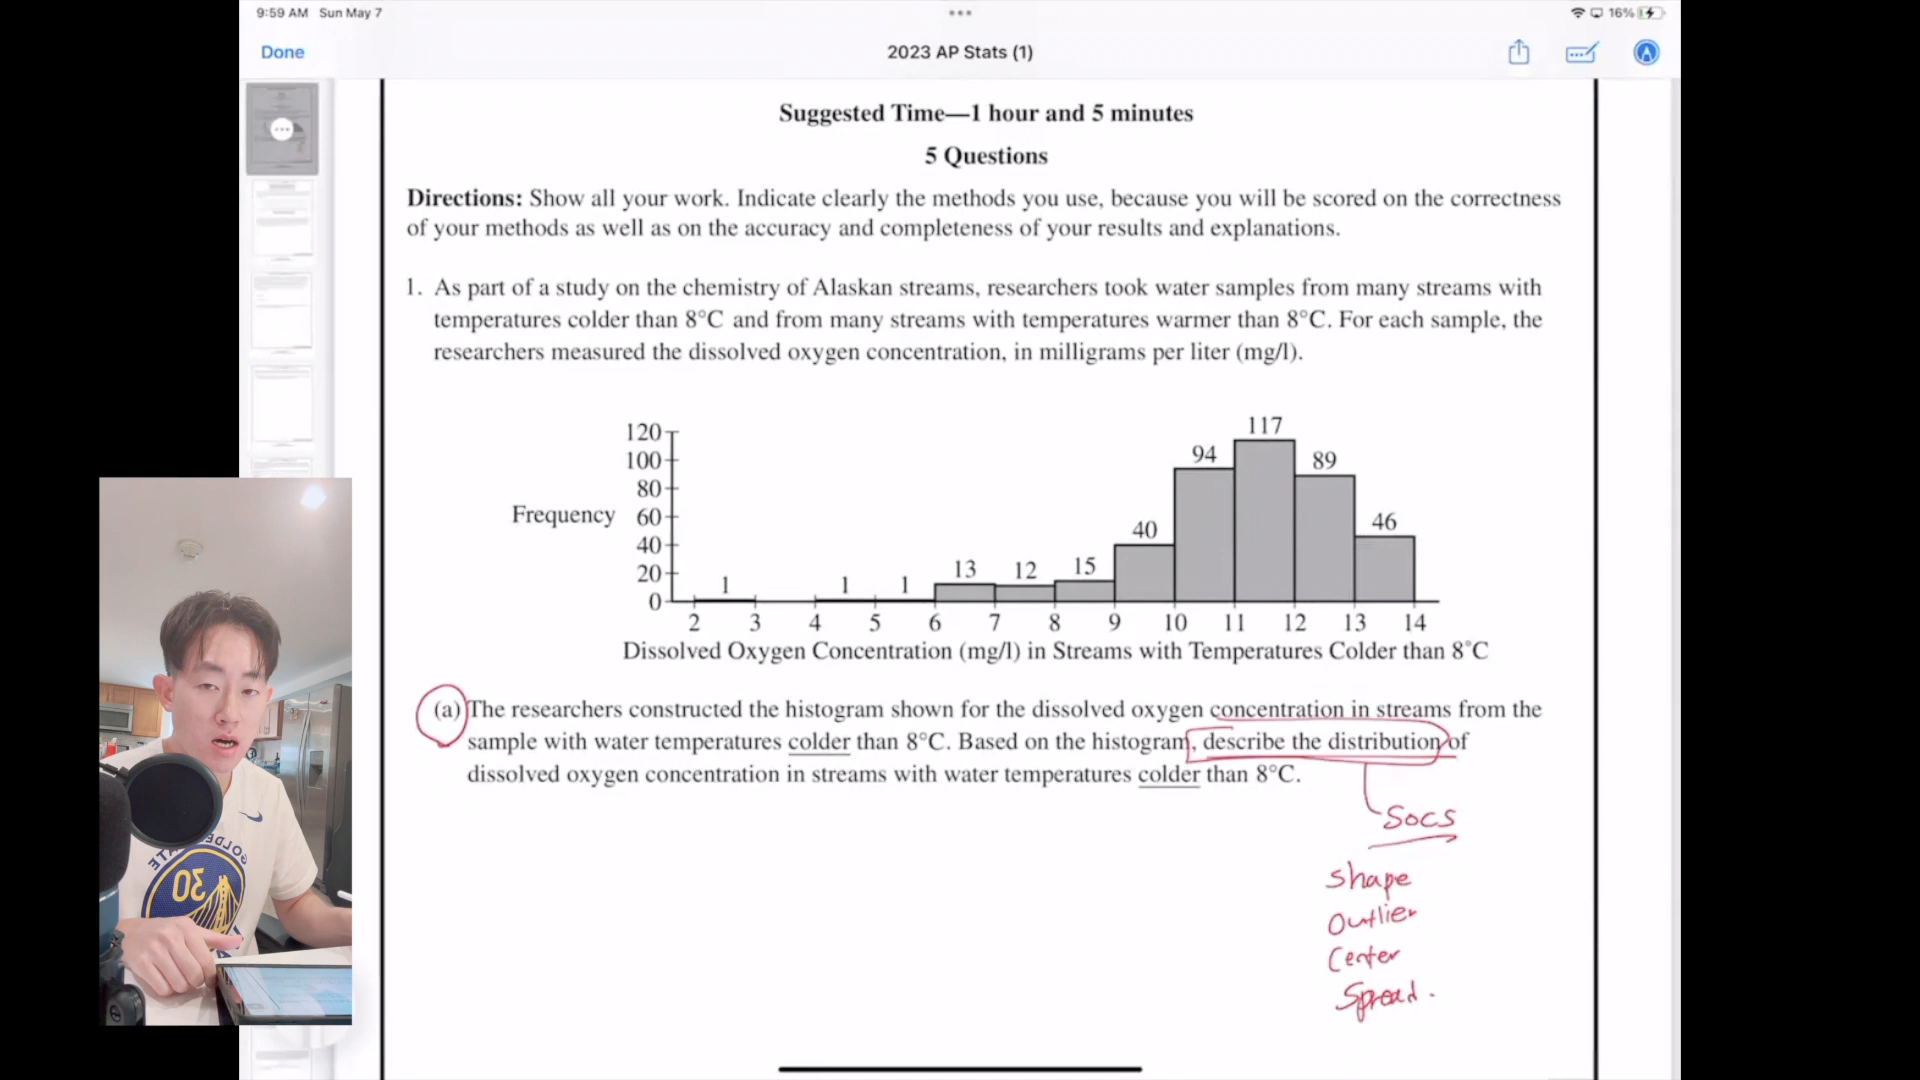 9:59 AM Sun May 7
16%
Done
2023 AP Stats (1)
Suggested Time—1 hour and 5 minutes
5 Questions
Directions: Show all your work. Indicate clearly the methods you use, because you will be scored on the correctness
of your methods as well as on the accuracy and completeness of your results and explanations.
1. As part of a study on the chemistry of Alaskan streams, researchers took water samples from many streams with
temperatures colder than 8°C and from many streams with temperatures warmer than 8°C. For each sample, the
researchers measured the dissolved oxygen concentration, in milligrams per liter (mg/l).
120
100
80
Frequency 60
40
20
0
1 1 1 13 12 15 40 94 117 89 46
2 3 4 5 6 7 8 9 10 11 12 13 14
Dissolved Oxygen Concentration (mg/l) in Streams with Temperatures Colder than 8°C
(a) The researchers constructed the histogram shown for the dissolved oxygen concentration in streams from the
sample with water temperatures colder than 8°C. Based on the histogram, describe the distribution of
dissolved oxygen concentration in streams with water temperatures colder than 8°C.
SOCS
Shape
Outlier
Center
Spread.
30